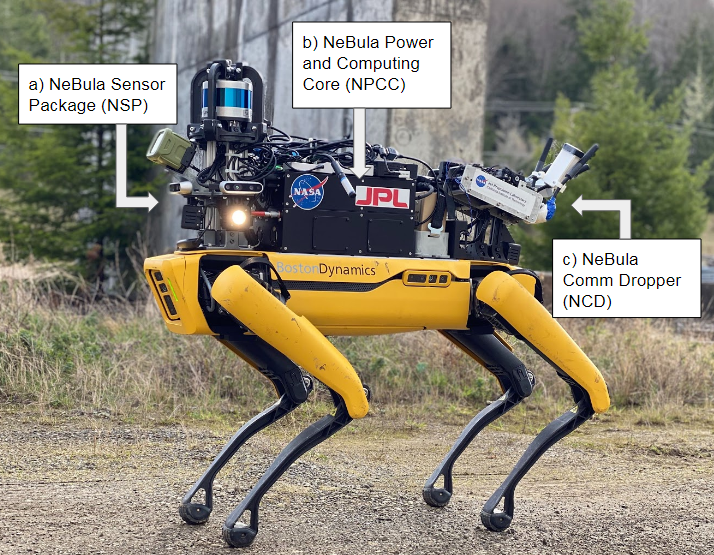 b) NeBula Power
and Computing
Core (NPCC)
a) NeBula Sensor
Package (NSP)
NASA
JPL
BostonDynamics
c) NeBula
Comm Dropper
(NCD)